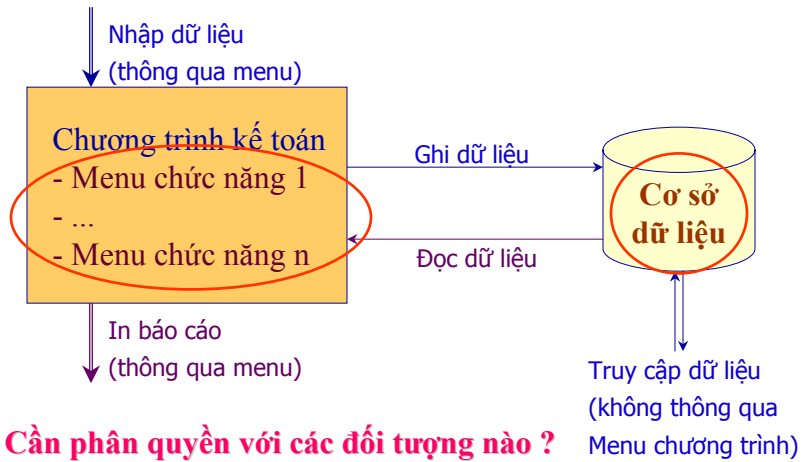 Nhập dữ liệu
(thông qua menu)
Chương trình kế toán
- Menu chức năng 1
- ...
- Menu chức năng n
Ghi dữ liệu
Đọc dữ liệu
Cơ sở
dữ liệu
In báo cáo
(thông qua menu)
Truy cập dữ liệu
(không thông qua
Menu chương trình)
Cần phân quyền với các đối tượng nào ?